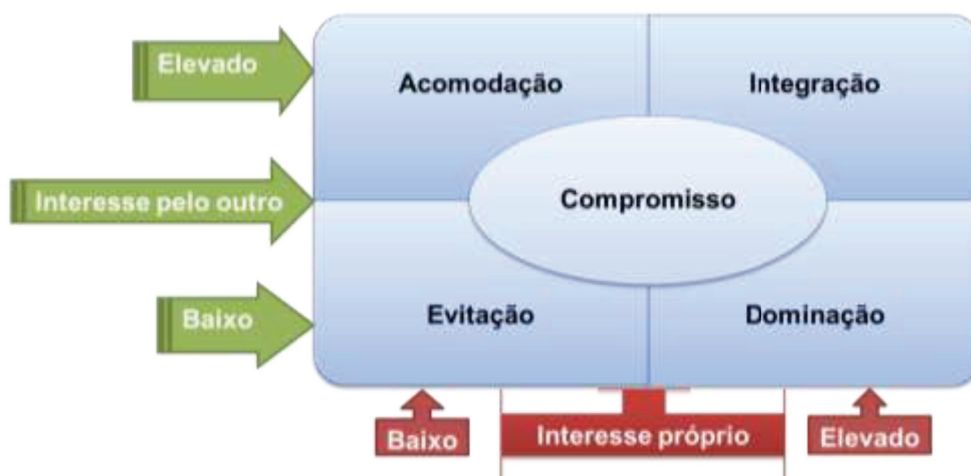 Elevado
Acomodação
Integração
Interesse pelo outro
Compromisso
Baixo
Evitação
Dominação
Baixo
Interesse próprio
Elevado